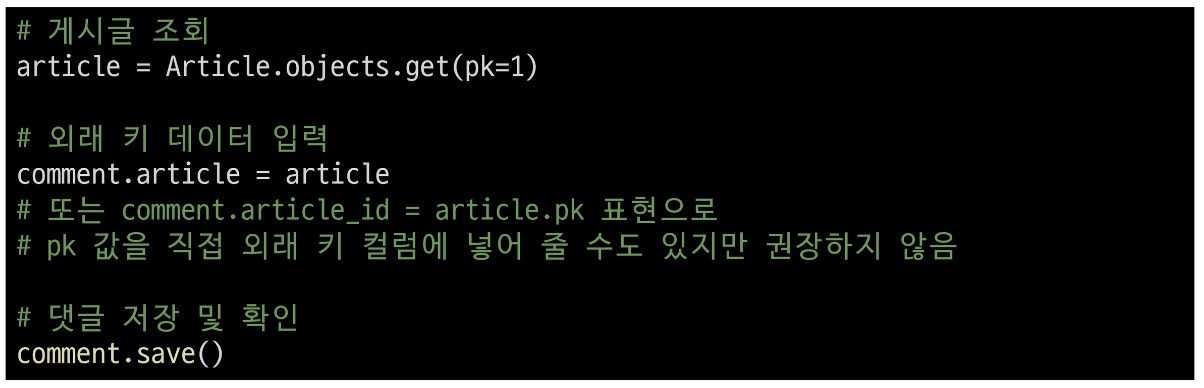 # 게시글 조회
article = Article.objects.get(pk=1)
# 외래 키 데이터 입력
comment.article = article
# 또는 comment.article_id = article.pk 표현으로
# pk 값을 직접 외래 키 컬럼에 넣어 줄 수도 있지만 권장하지 않음
# 댓글 저장 및 확인
comment.save()